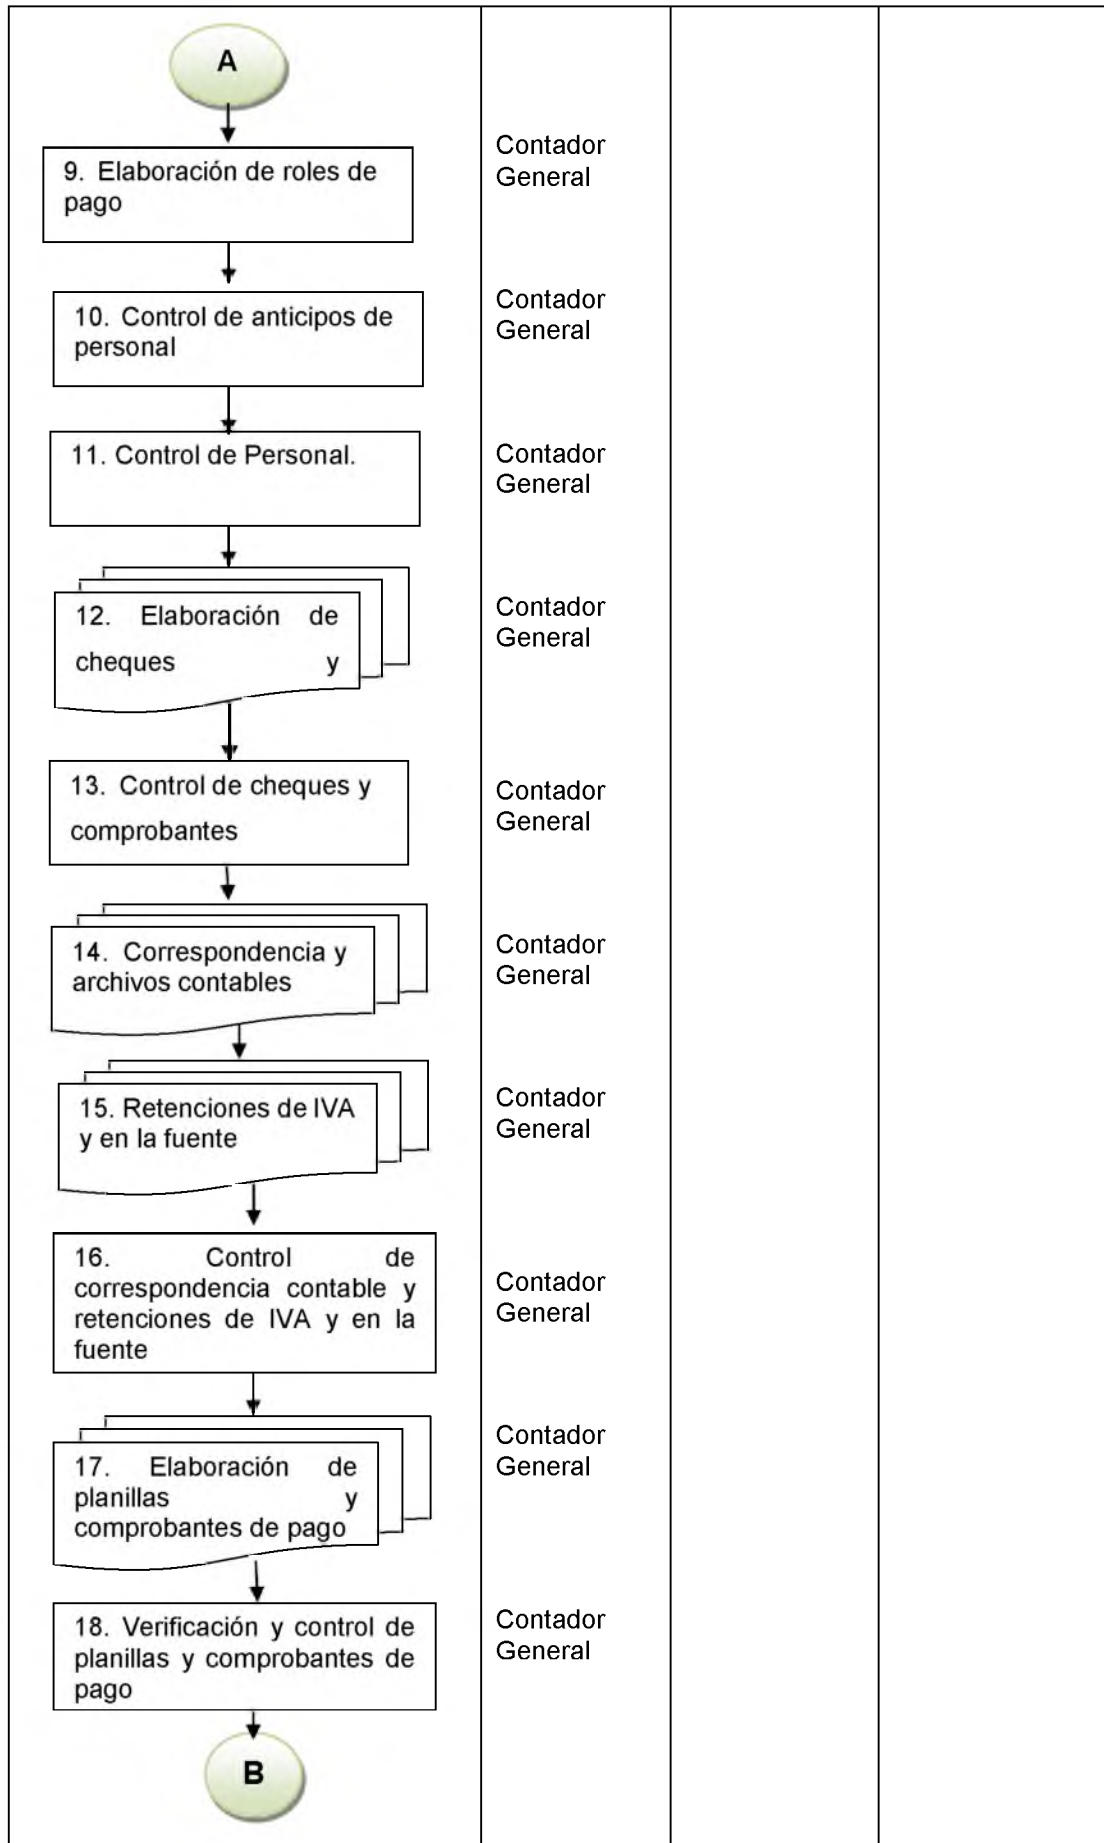 A
9. Elaboración de roles de
pago
Contador
General
10. Control de anticipos de
personal
Contador
General
11. Control de Personal.
Contador
General
12. Elaboración de
cheques y
Contador
General
13. Control de cheques y
comprobantes
Contador
General
14. Correspondencia y
archivos contables
Contador
General
15. Retenciones de IVA
y en la fuente
Contador
General
16. Control de
correspondencia contable y
retenciones de IVA y en la
fuente
Contador
General
17. Elaboración de
planillas y
comprobantes de pago
Contador
General
18. Verificación y control de
planillas y comprobantes de
pago
Contador
General
B